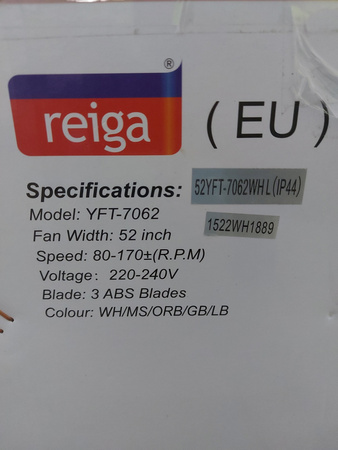 reiga ®
( EU )
Specifications: 52YFT-7062WHL(IP44)
Model: YFT-7062 1522WH1889
Fan Width: 52 inch
Speed: 80-170±(R.P.M)
Voltage: 220-240V
Blade: 3 ABS Blades
Colour: WH/MS/ORB/GB/LB